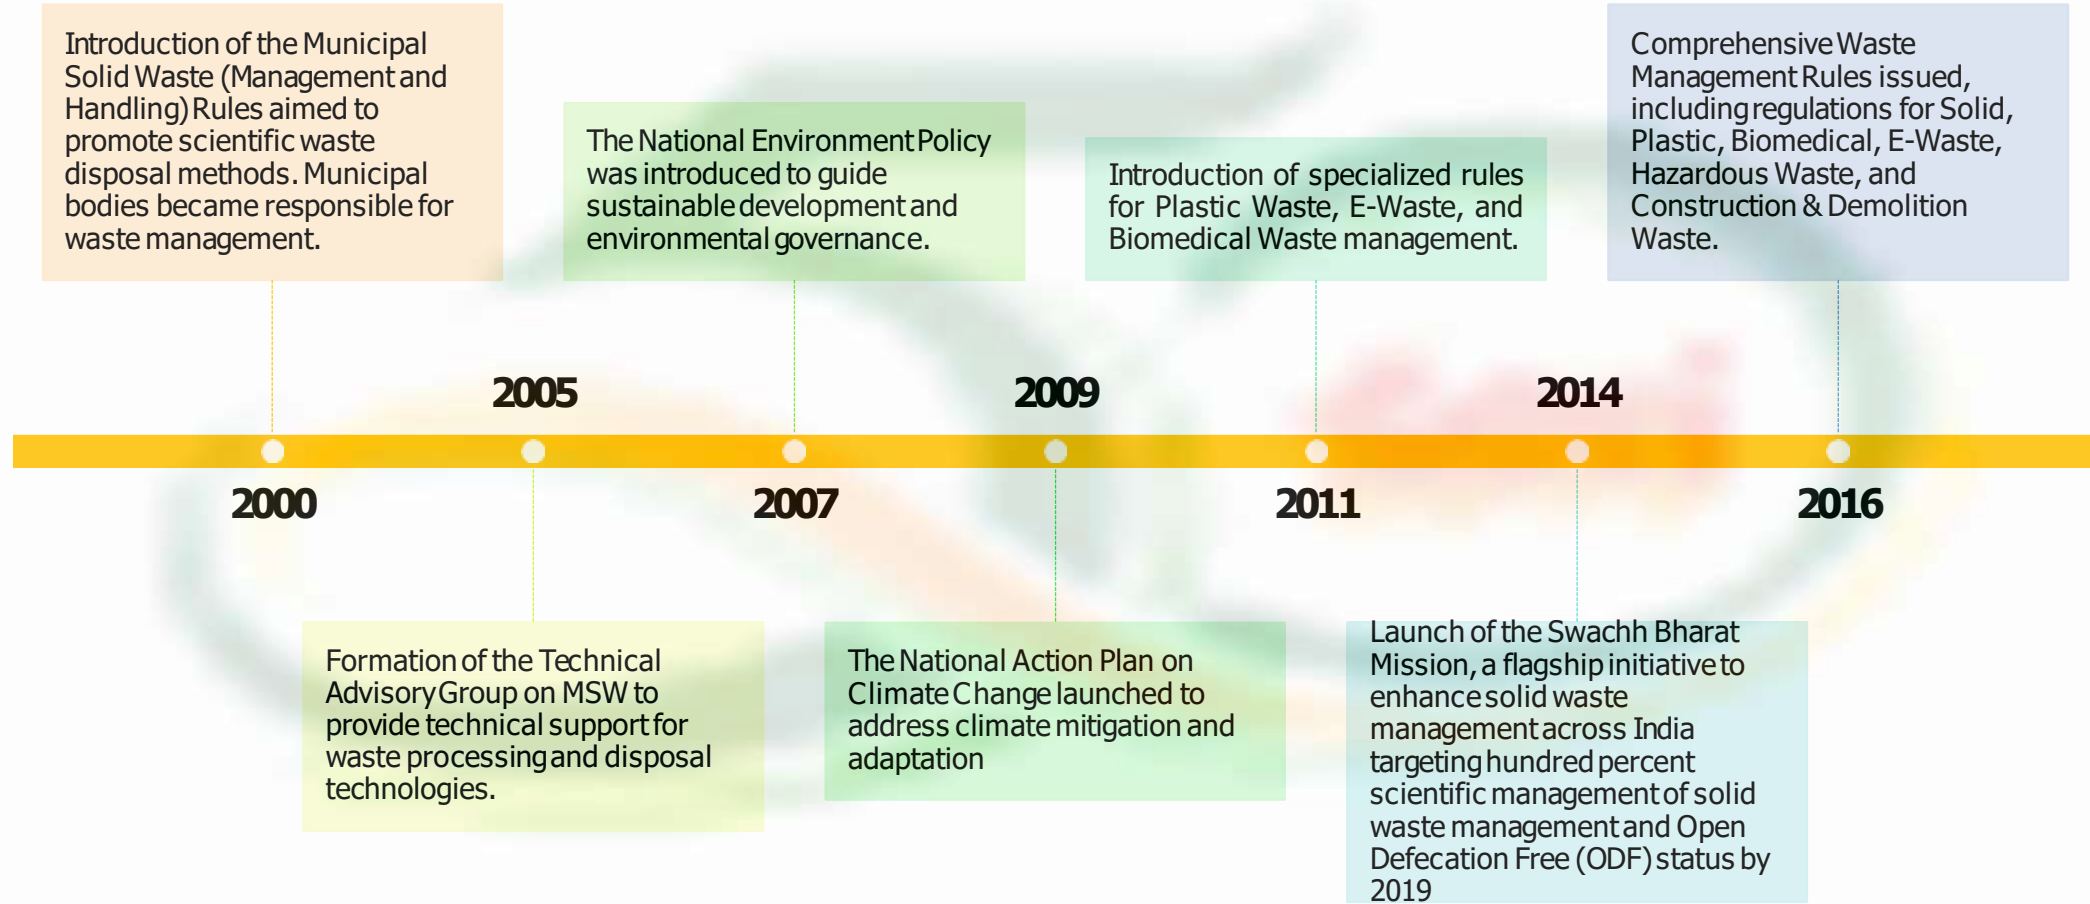 Introduction of the Municipal
Solid Waste (Management and
Handling) Rules aimed to
promote scientific waste
disposal methods. Municipal
bodies became responsible for
waste management.
The National Environment Policy
was introduced to guide
sustainable development and
environmental governance.
Introduction of specialized rules
for Plastic Waste, E-Waste, and
Biomedical Waste management.
Comprehensive Waste
Management Rules issued,
including regulations for Solid,
Plastic, Biomedical, E-Waste,
Hazardous Waste, and
Construction & Demolition
Waste.
2005
2009
2014
2000
2007
2011
2016
Formation of the Technical
Advisory Group on MSW to
provide technical support for
waste processing and disposal
technologies.
The National Action Plan on
Climate Change launched to
address climate mitigation and
adaptation
Launch of the Swachh Bharat
Mission, a flagship initiative to
enhance solid waste
management across India
targeting hundred percent
scientific management of solid
waste management and Open
Defecation Free (ODF) status by
2019